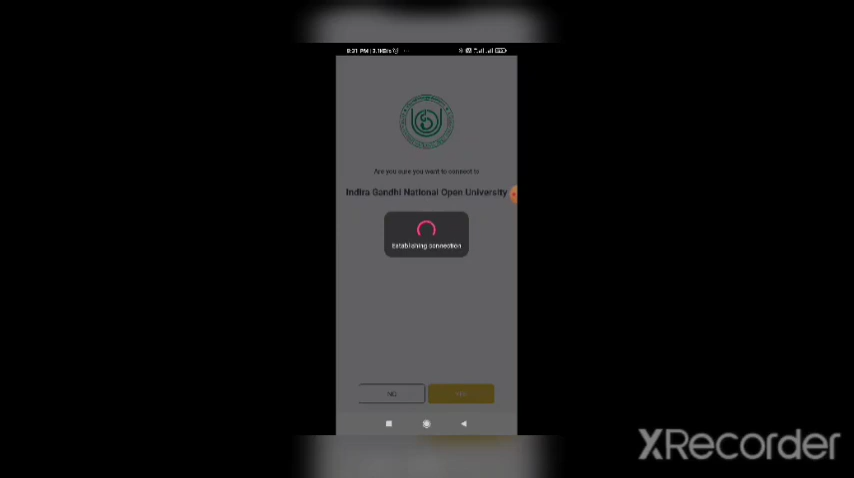 8:31 PM | 3.1KB/s
Are you sure you want to connect to
Indira Gandhi National Open University
Establishing connection
NO
YES
XRecorder